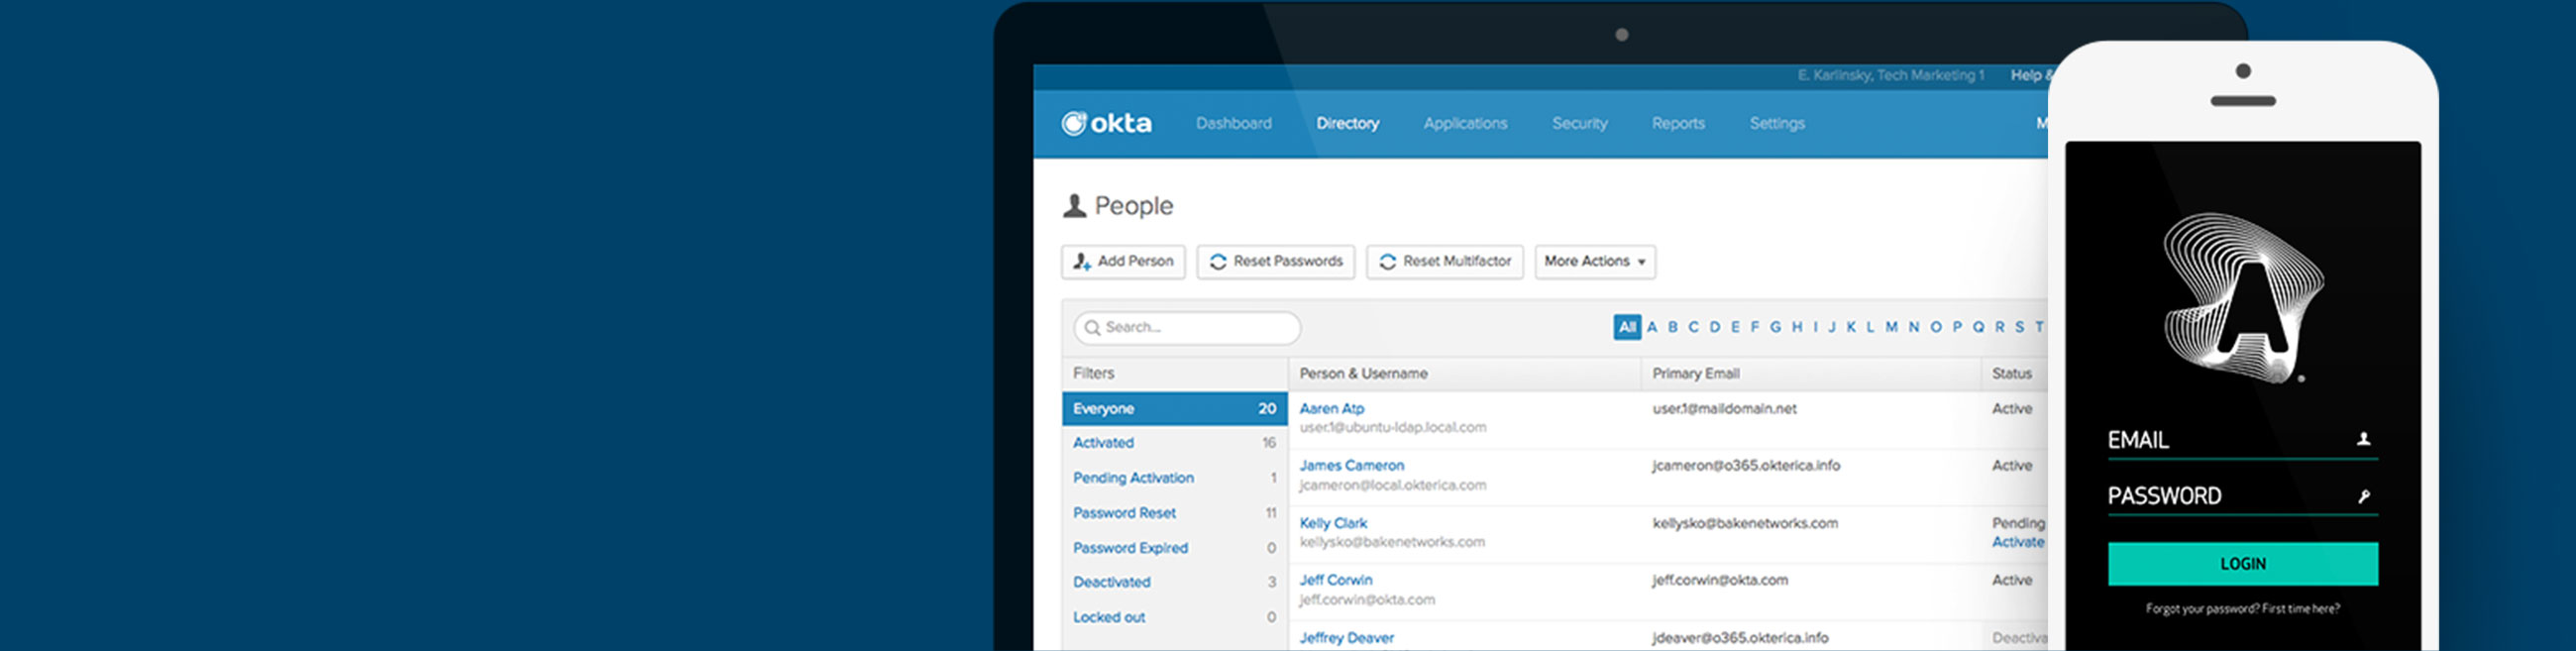 E. Karlinsky, Tech Marketing 1 Help &
okta Dashboard Directory Applications Security Reports Settings M
People
Add Person Reset Passwords Reset Multifactor More Actions
Search... All A B C D E F G H I J K L M N O P Q R S T
Filters Person & Username Primary Email Status
Everyone 20 Aaren Atp user.1@maildomain.net Active
user.1@ubuntu-ldap.local.com
Activated 16
James Cameron jcameron@o365.okterica.info Active
Pending Activation 1 jcameron@local.okterica.com
Password Reset 11 Kelly Clark kellysko@bakenetworks.com Pending
Password Expired 0 kellysko@bakenetworks.com Activate
Deactivated 3 Jeff Corwin jeff.corwin@okta.com Active
jeff.corwin@okta.com
Locked out 0
Jeffrey Deaver jdeaver@o365.okterica.info Deactiva
A
EMAIL
PASSWORD
LOGIN
Forgot your password? First time here?